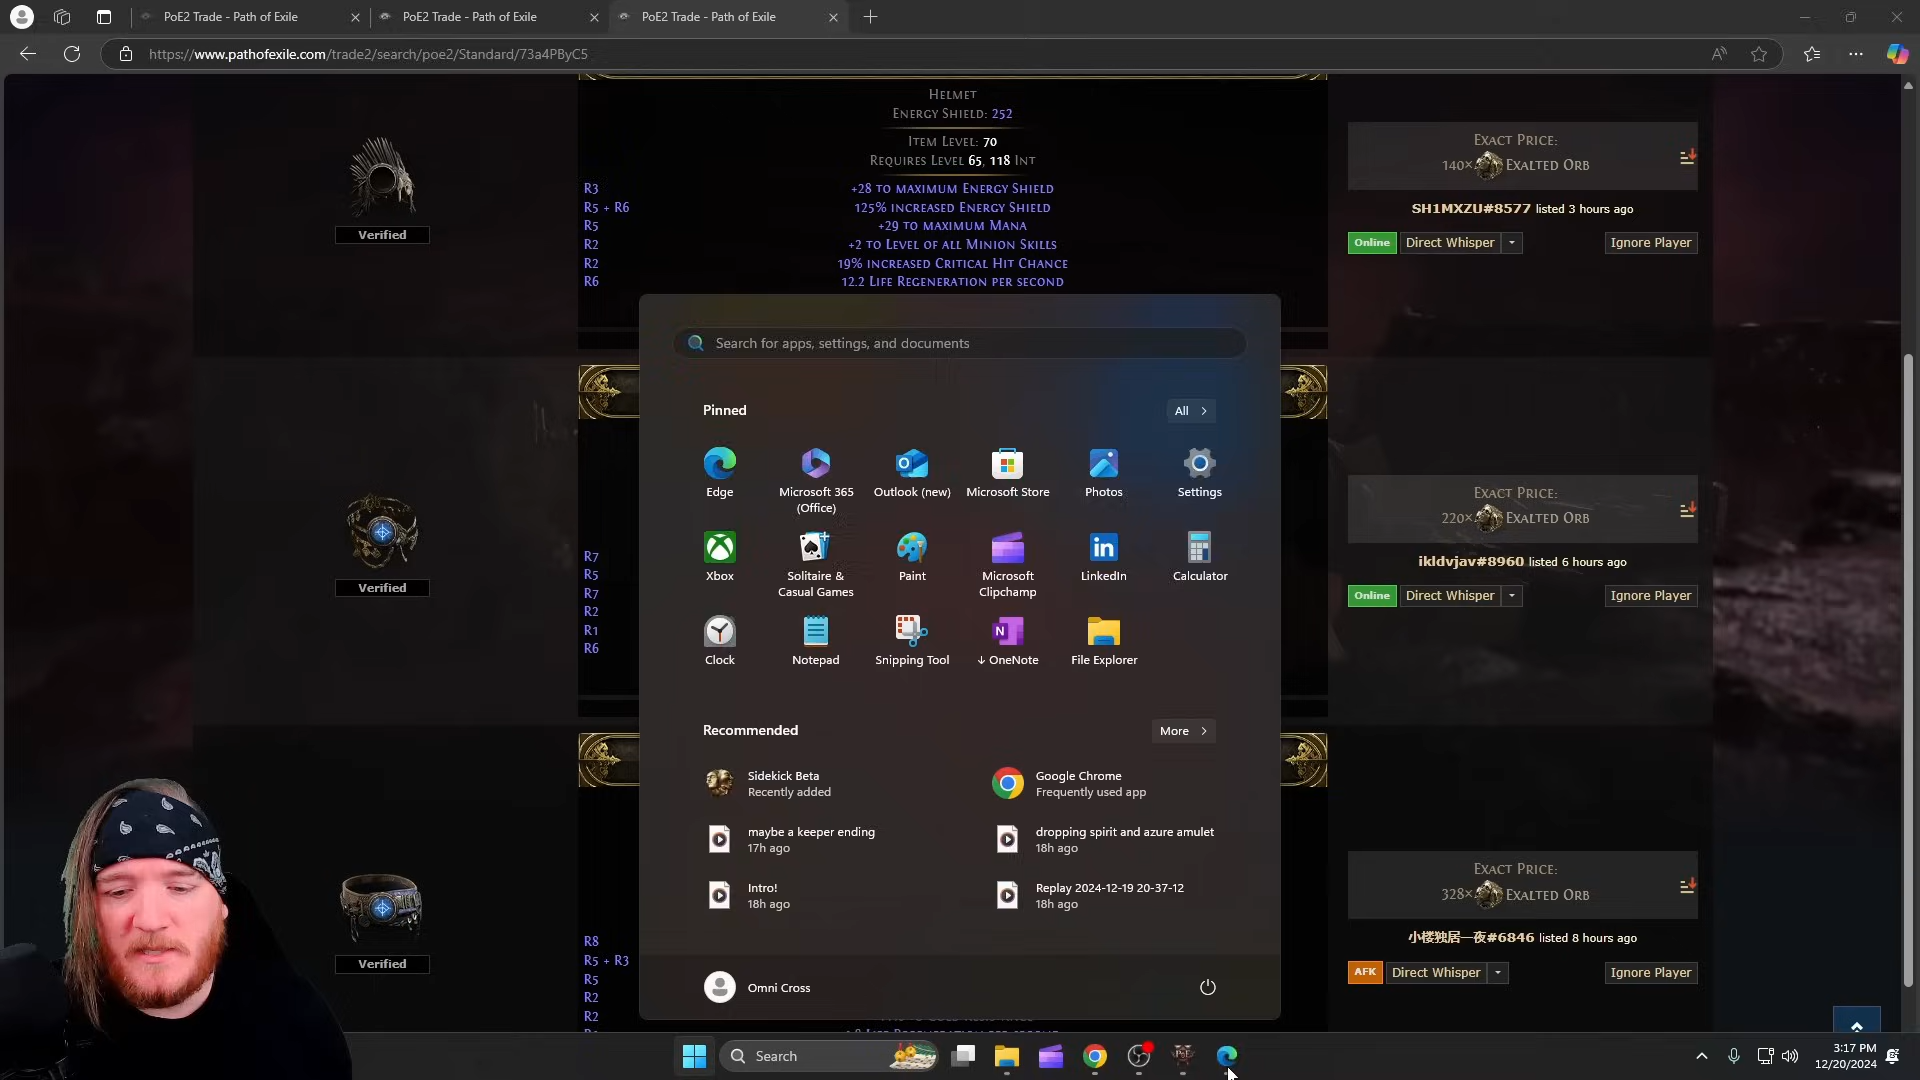 PoE2 Trade - Path of Exile
PoE2 Trade - Path of Exile
PoE2 Trade - Path of Exile
https://www.pathofexile.com/trade2/search/poe2/Standard/73a4PByC5
Helmet
Energy Shield: 252
Item Level: 70
Requires Level 65, 118 Int
R3 +28 to maximum Energy Shield
R5 + R6 125% increased Energy Shield
R5 +29 to maximum Mana
R2 +2 to Level of all Minion Skills
R2 19% increased Critical Hit Chance
R6 12.2 Life Regeneration per second
Verified
Exact Price:
140× Exalted Orb
SH1MXZU#8577 listed 3 hours ago
Online Direct Whisper Ignore Player
Search for apps, settings, and documents
Pinned
All
Edge
Microsoft 365
(Office)
Outlook (new)
Microsoft Store
Photos
Settings
Xbox
Solitaire &
Casual Games
Paint
Microsoft
Clipchamp
LinkedIn
Calculator
Clock
Notepad
Snipping Tool
↓ OneNote
File Explorer
Recommended
More
Sidekick Beta
Recently added
Google Chrome
Frequently used app
maybe a keeper ending
17h ago
dropping spirit and azure amulet
18h ago
Intro!
18h ago
Replay 2024-12-19 20-37-12
18h ago
Omni Cross
Verified
R7
R5
R7
R2
R1
R6
Exact Price:
220× Exalted Orb
ikldvjav#8960 listed 6 hours ago
Online Direct Whisper Ignore Player
Verified
R8
R5 + R3
R5
R2
R2
Exact Price:
328× Exalted Orb
小楼独居一夜#6846 listed 8 hours ago
AFK Direct Whisper Ignore Player
Search
3:17 PM
12/20/2024